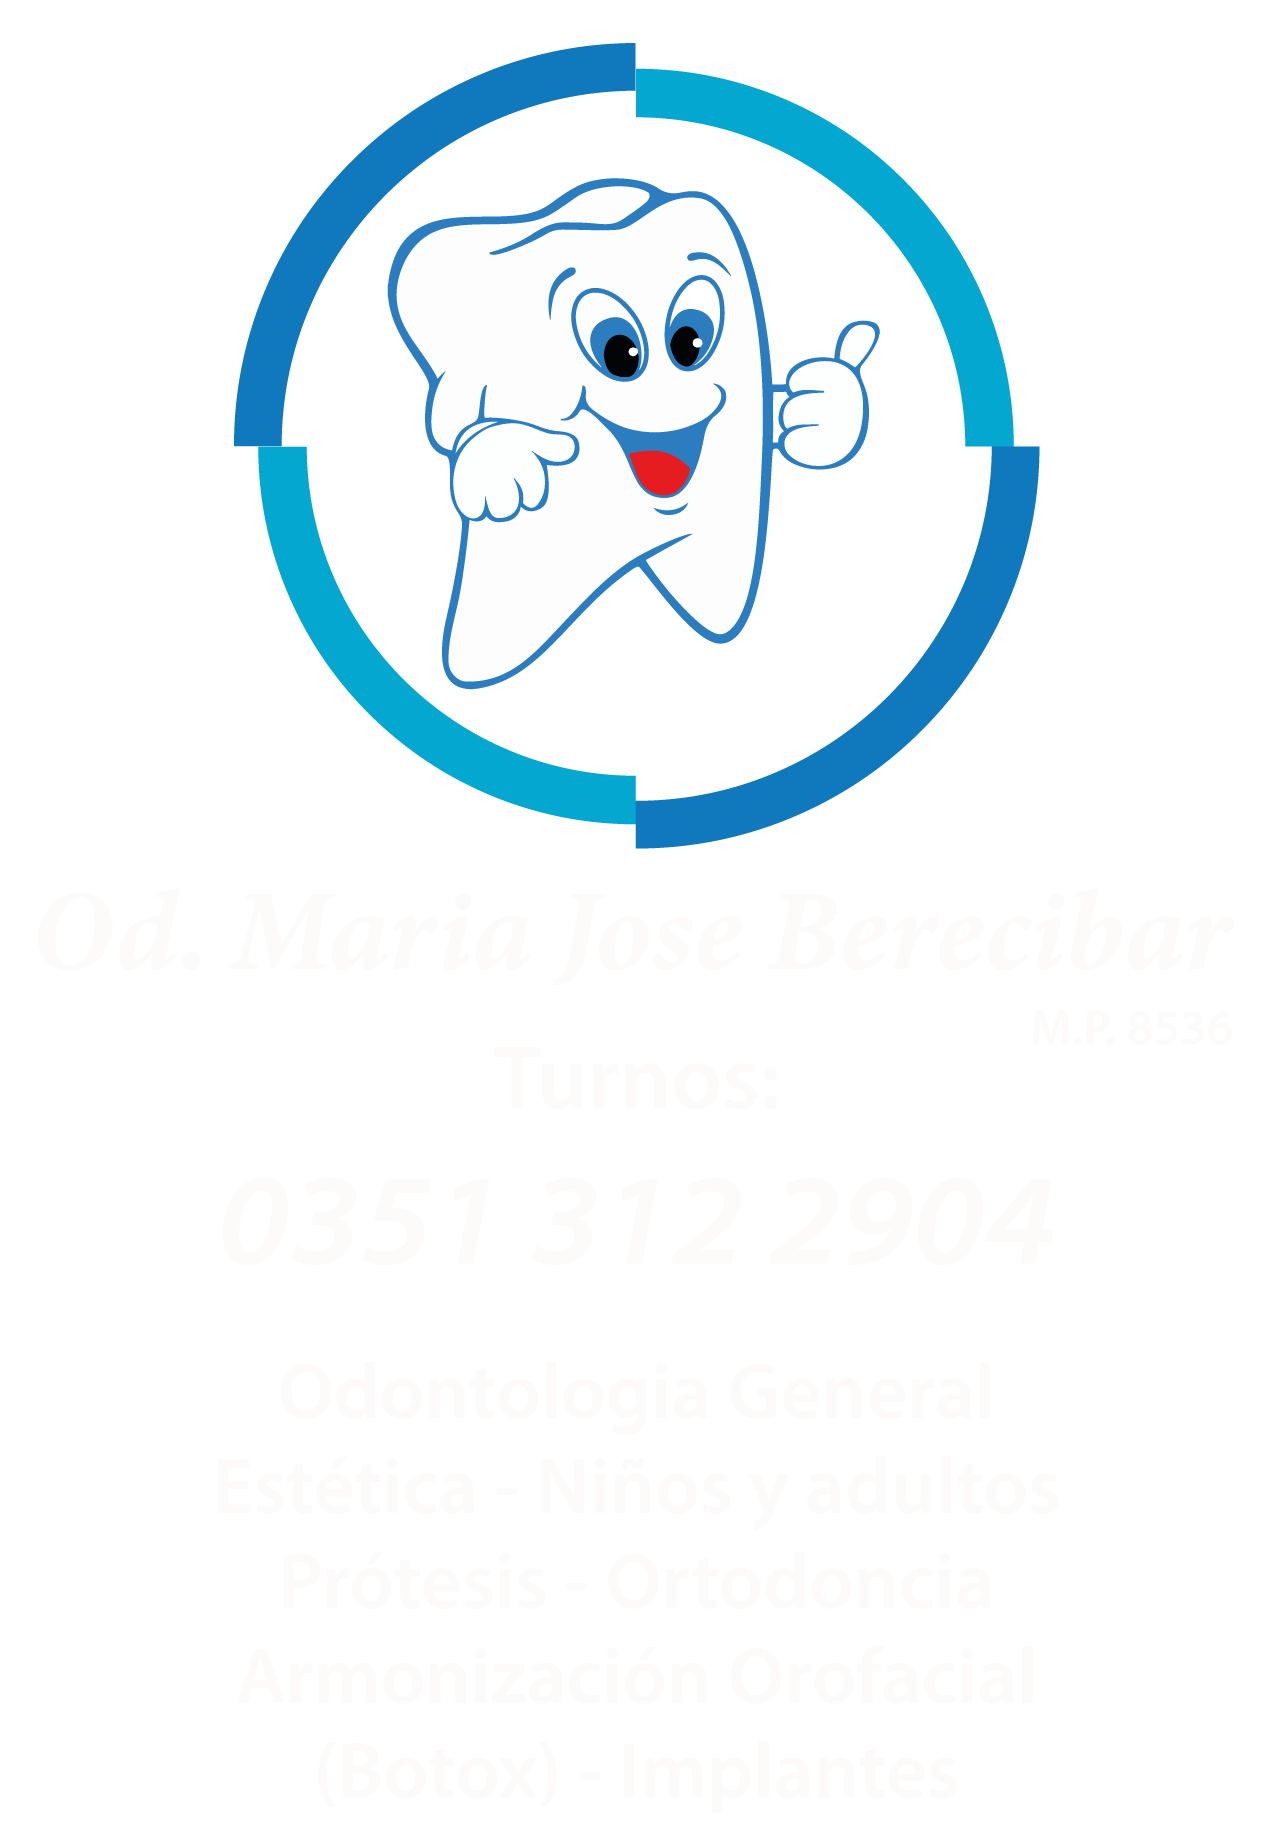 Od. Maria Jose Berecibar
M.P. 8536
Turnos:
0351 312 2904
Odontologia General
Estética - Niños y adultos
Prótesis - Ortodoncia
Armonización Orofacial
(Botox) - Implantes